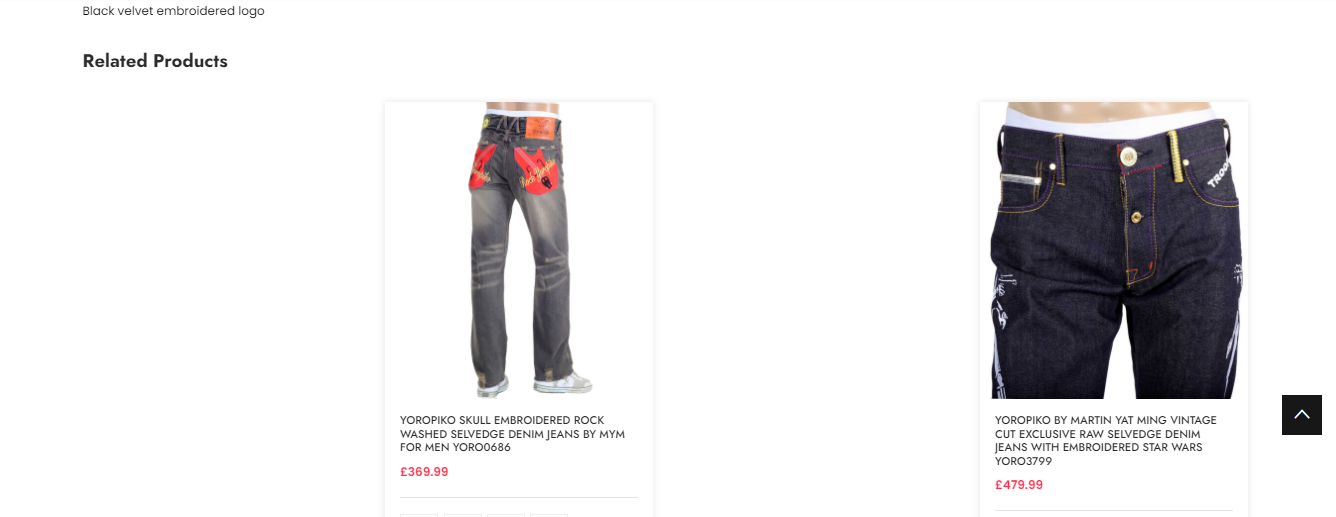 Black velvet embroidered logo
Related Products
YOROPIKO SKULL EMBROIDERED ROCK
WASHED SELVEDGE DENIM JEANS BY MYM
FOR MEN YORO0686
£369.99
TROOP
YOROPIKO BY MARTIN YAT MING VINTAGE
CUT EXCLUSIVE RAW SELVEDGE DENIM
JEANS WITH EMBROIDERED STAR WARS
YORO3799
£479.99